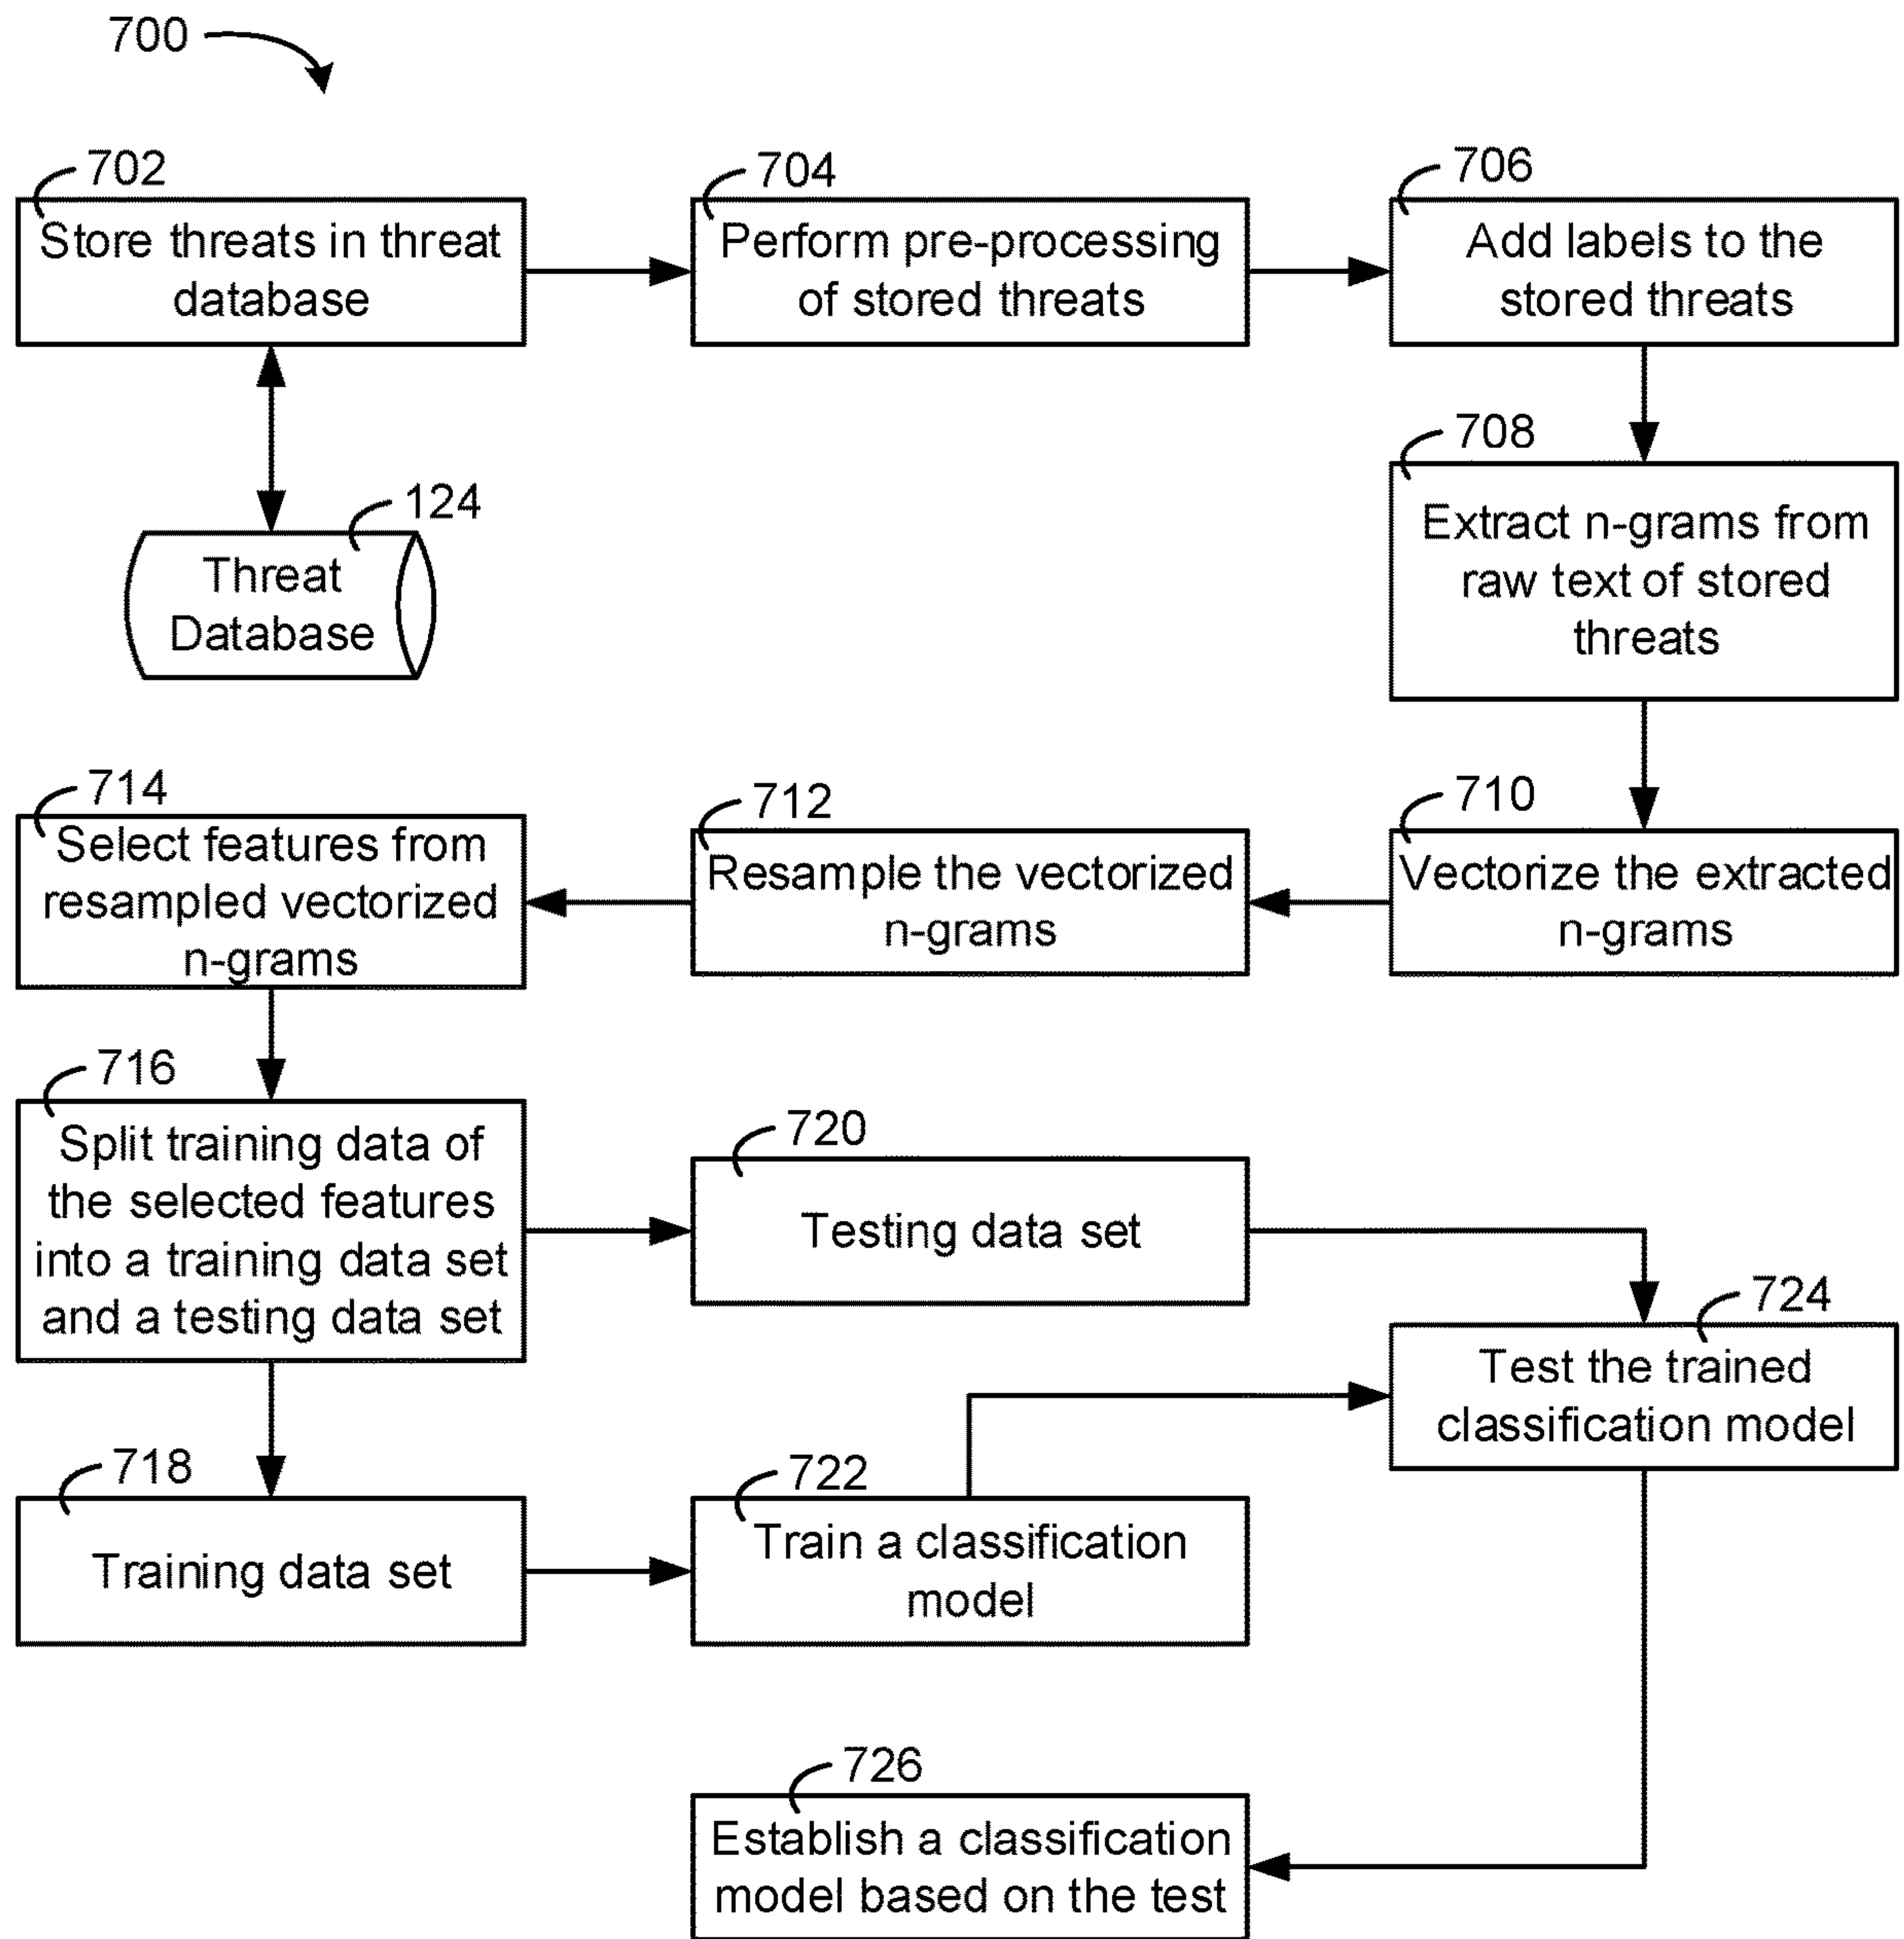 700
702
Store threats in threat
database
704
Perform pre-processing
of stored threats
706
Add labels to the
stored threats
124
Threat
Database
708
Extract n-grams from
raw text of stored
threats
714
Select features from
resampled vectorized
n-grams
712
Resample the vectorized
n-grams
710
Vectorize the extracted
n-grams
716
Split training data of
the selected features
into a training data set
and a testing data set
720
Testing data set
724
Test the trained
classification model
718
Training data set
722
Train a classification
model
726
Establish a classification
model based on the test